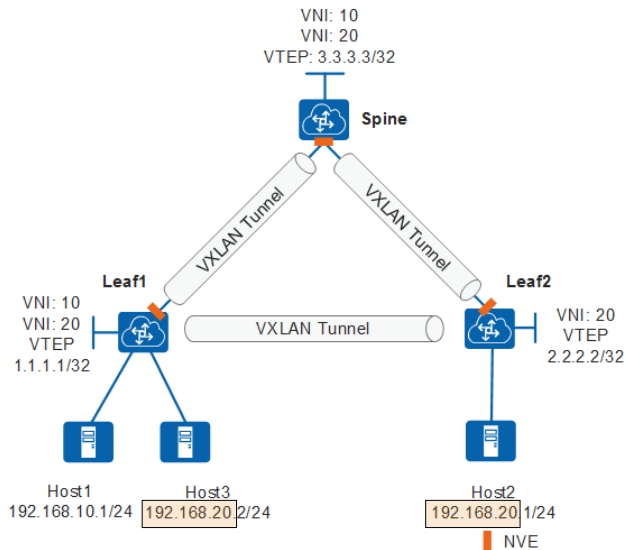 VNI: 10
VNI: 20
VTEP: 3.3.3.3/32
Spine
VXLAN Tunnel
VXLAN Tunnel
Leaf1
Leaf2
VNI: 10
VNI: 20
VTEP
1.1.1.1/32
VXLAN Tunnel
VNI: 20
VTEP
2.2.2.2/32
Host1
192.168.10.1/24
Host3
192.168.20.2/24
Host2
192.168.20.1/24
NVE